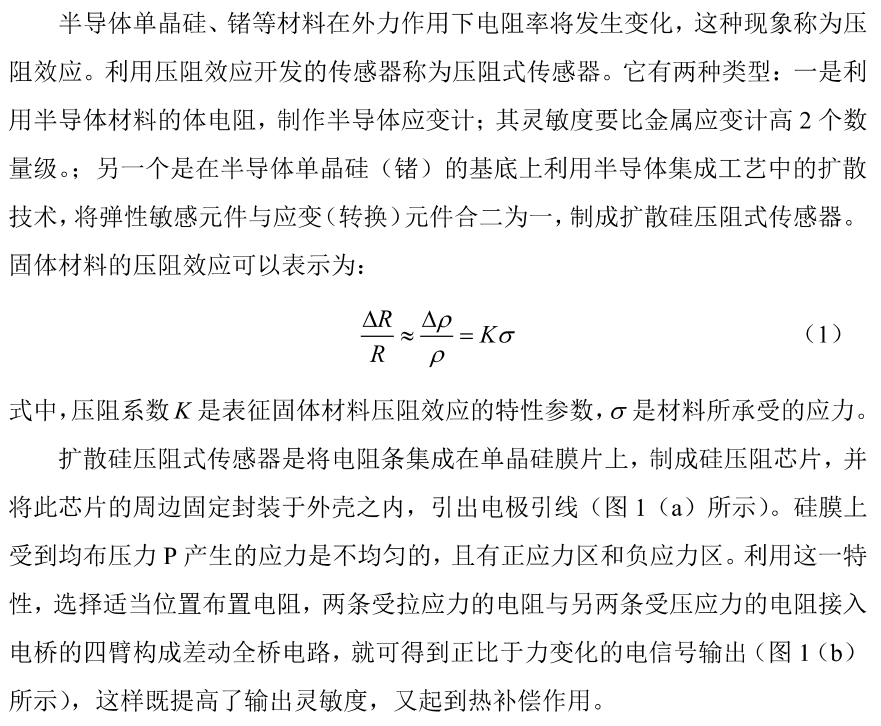 半导体单晶硅、锗等材料在外力作用下电阻率将发生变化，这种现象称为压
阻效应。利用压阻效应开发的传感器称为压阻式传感器。它有两种类型：一是利
用半导体材料的体电阻，制作半导体应变计；其灵敏度要比金属应变计高 2 个数
量级。；另一个是在半导体单晶硅（锗）的基底上利用半导体集成工艺中的扩散
技术，将弹性敏感元件与应变（转换）元件合二为一，制成扩散硅压阻式传感器。
固体材料的压阻效应可以表示为：
ΔR/R ≈ Δρ/ρ = Kσ （1）
式中，压阻系数 K 是表征固体材料压阻效应的特性参数，σ 是材料所承受的应力。
扩散硅压阻式传感器是将电阻条集成在单晶硅膜片上，制成硅压阻芯片，并
将此芯片的周边固定封装于外壳之内，引出电极引线（图 1（a）所示）。硅膜上
受到均布压力 P 产生的应力是不均匀的，且有正应力区和负应力区。利用这一特
性，选择适当位置布置电阻，两条受拉应力的电阻与另两条受压应力的电阻接入
电桥的四臂构成差动全桥电路，就可得到正比于力变化的电信号输出（图 1（b）
所示），这样既提高了输出灵敏度，又起到热补偿作用。